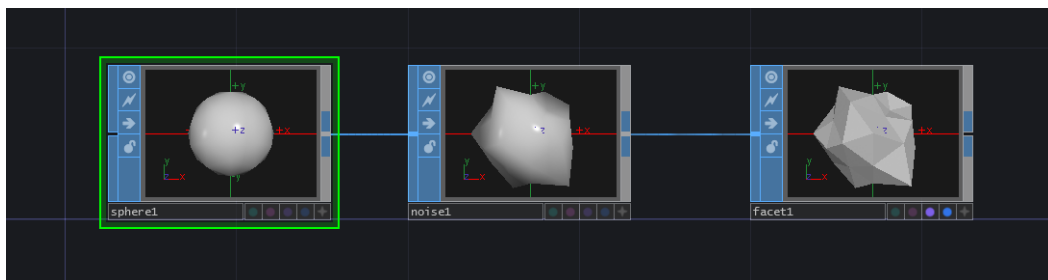 +y
+z
+x
+y
y
z x
sphere1
+y
z
+x
y
z x
noise1
+y
z
+x
y
z x
facet1